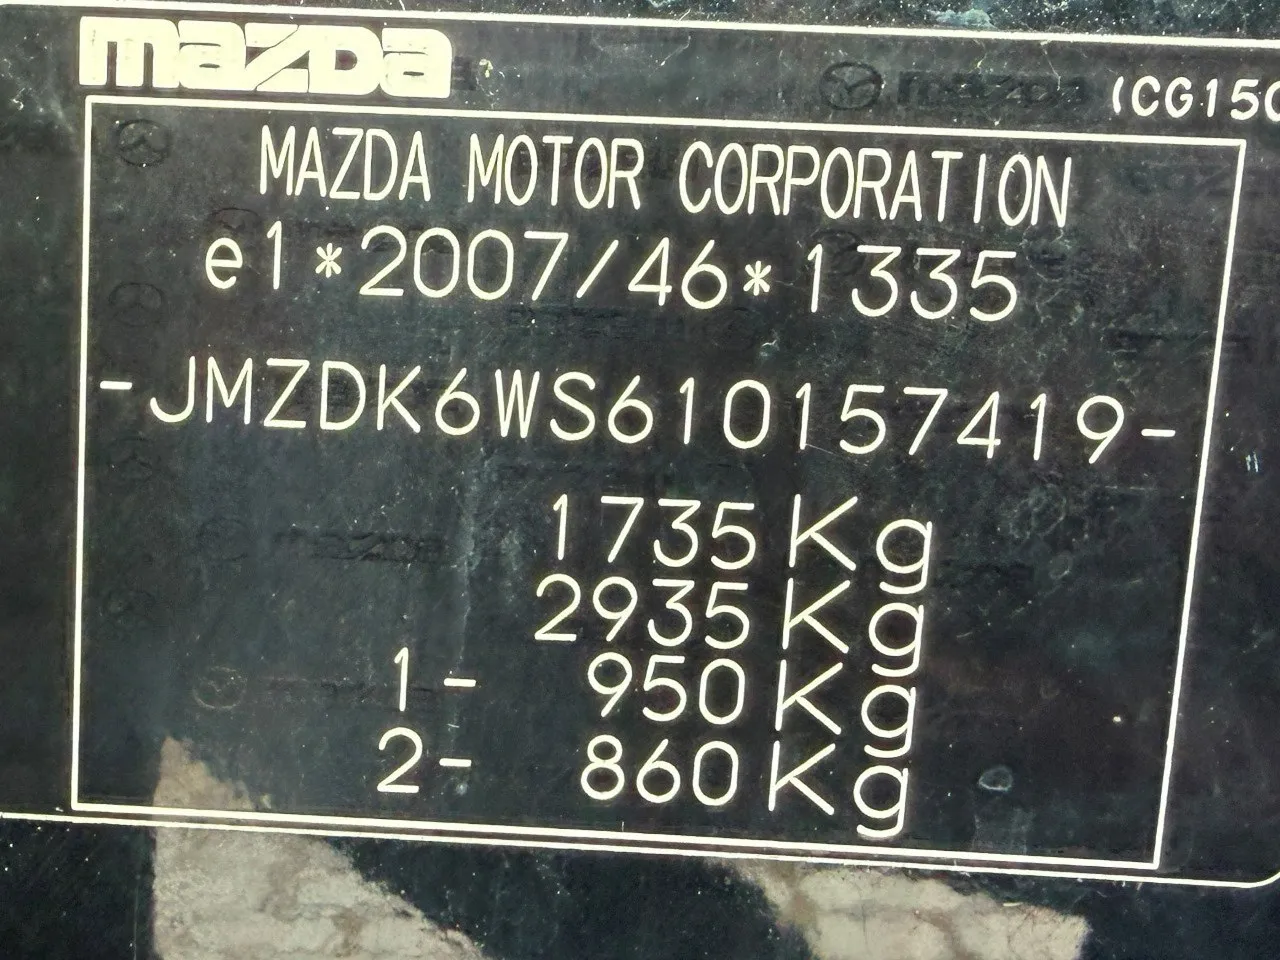 mazda
ICG150
MAZDA MOTOR CORPORATION
e1*2007/46*1335
-JMZDK6WS610157419-
1735Kg
2935Kg
1- 950Kg
2- 860Kg